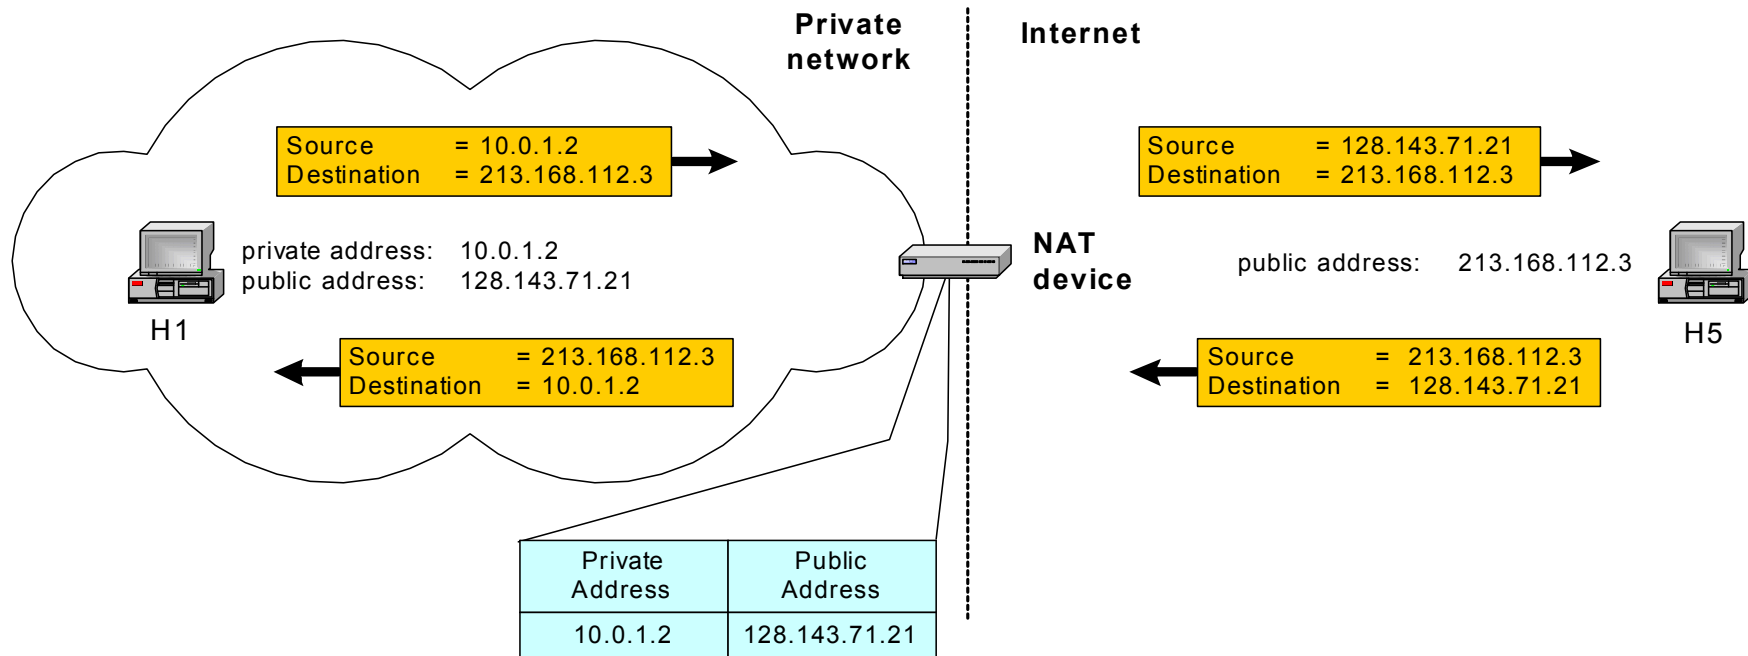 Private
network
Internet
Source = 10.0.1.2
Destination = 213.168.112.3
Source = 128.143.71.21
Destination = 213.168.112.3
private address: 10.0.1.2
public address: 128.143.71.21
H1
NAT
device
public address: 213.168.112.3
H5
Source = 213.168.112.3
Destination = 10.0.1.2
Source = 213.168.112.3
Destination = 128.143.71.21
Private
Address
Public
Address
10.0.1.2
128.143.71.21